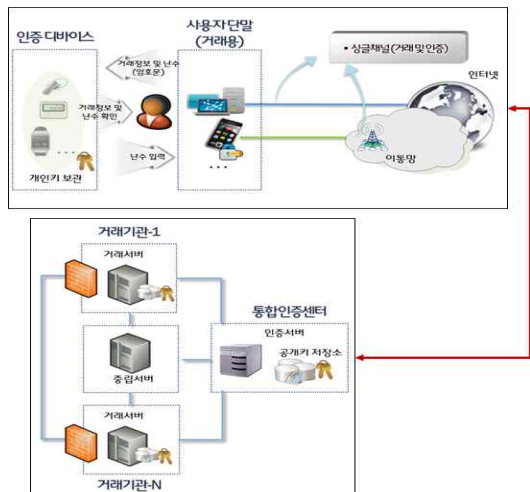 인증 디바이스
사용자 단말
(거래용)
• 싱글채널 (거래 및 인증)
인터넷
거래정보 및 난수
(암호문)
거래정보 및
난수 확인
난수 입력
개인키 보관
이동망
거래기관-1
거래서버
통합인증센터
인증서버
공개키 저장소
중립서버
거래서버
거래기관-N